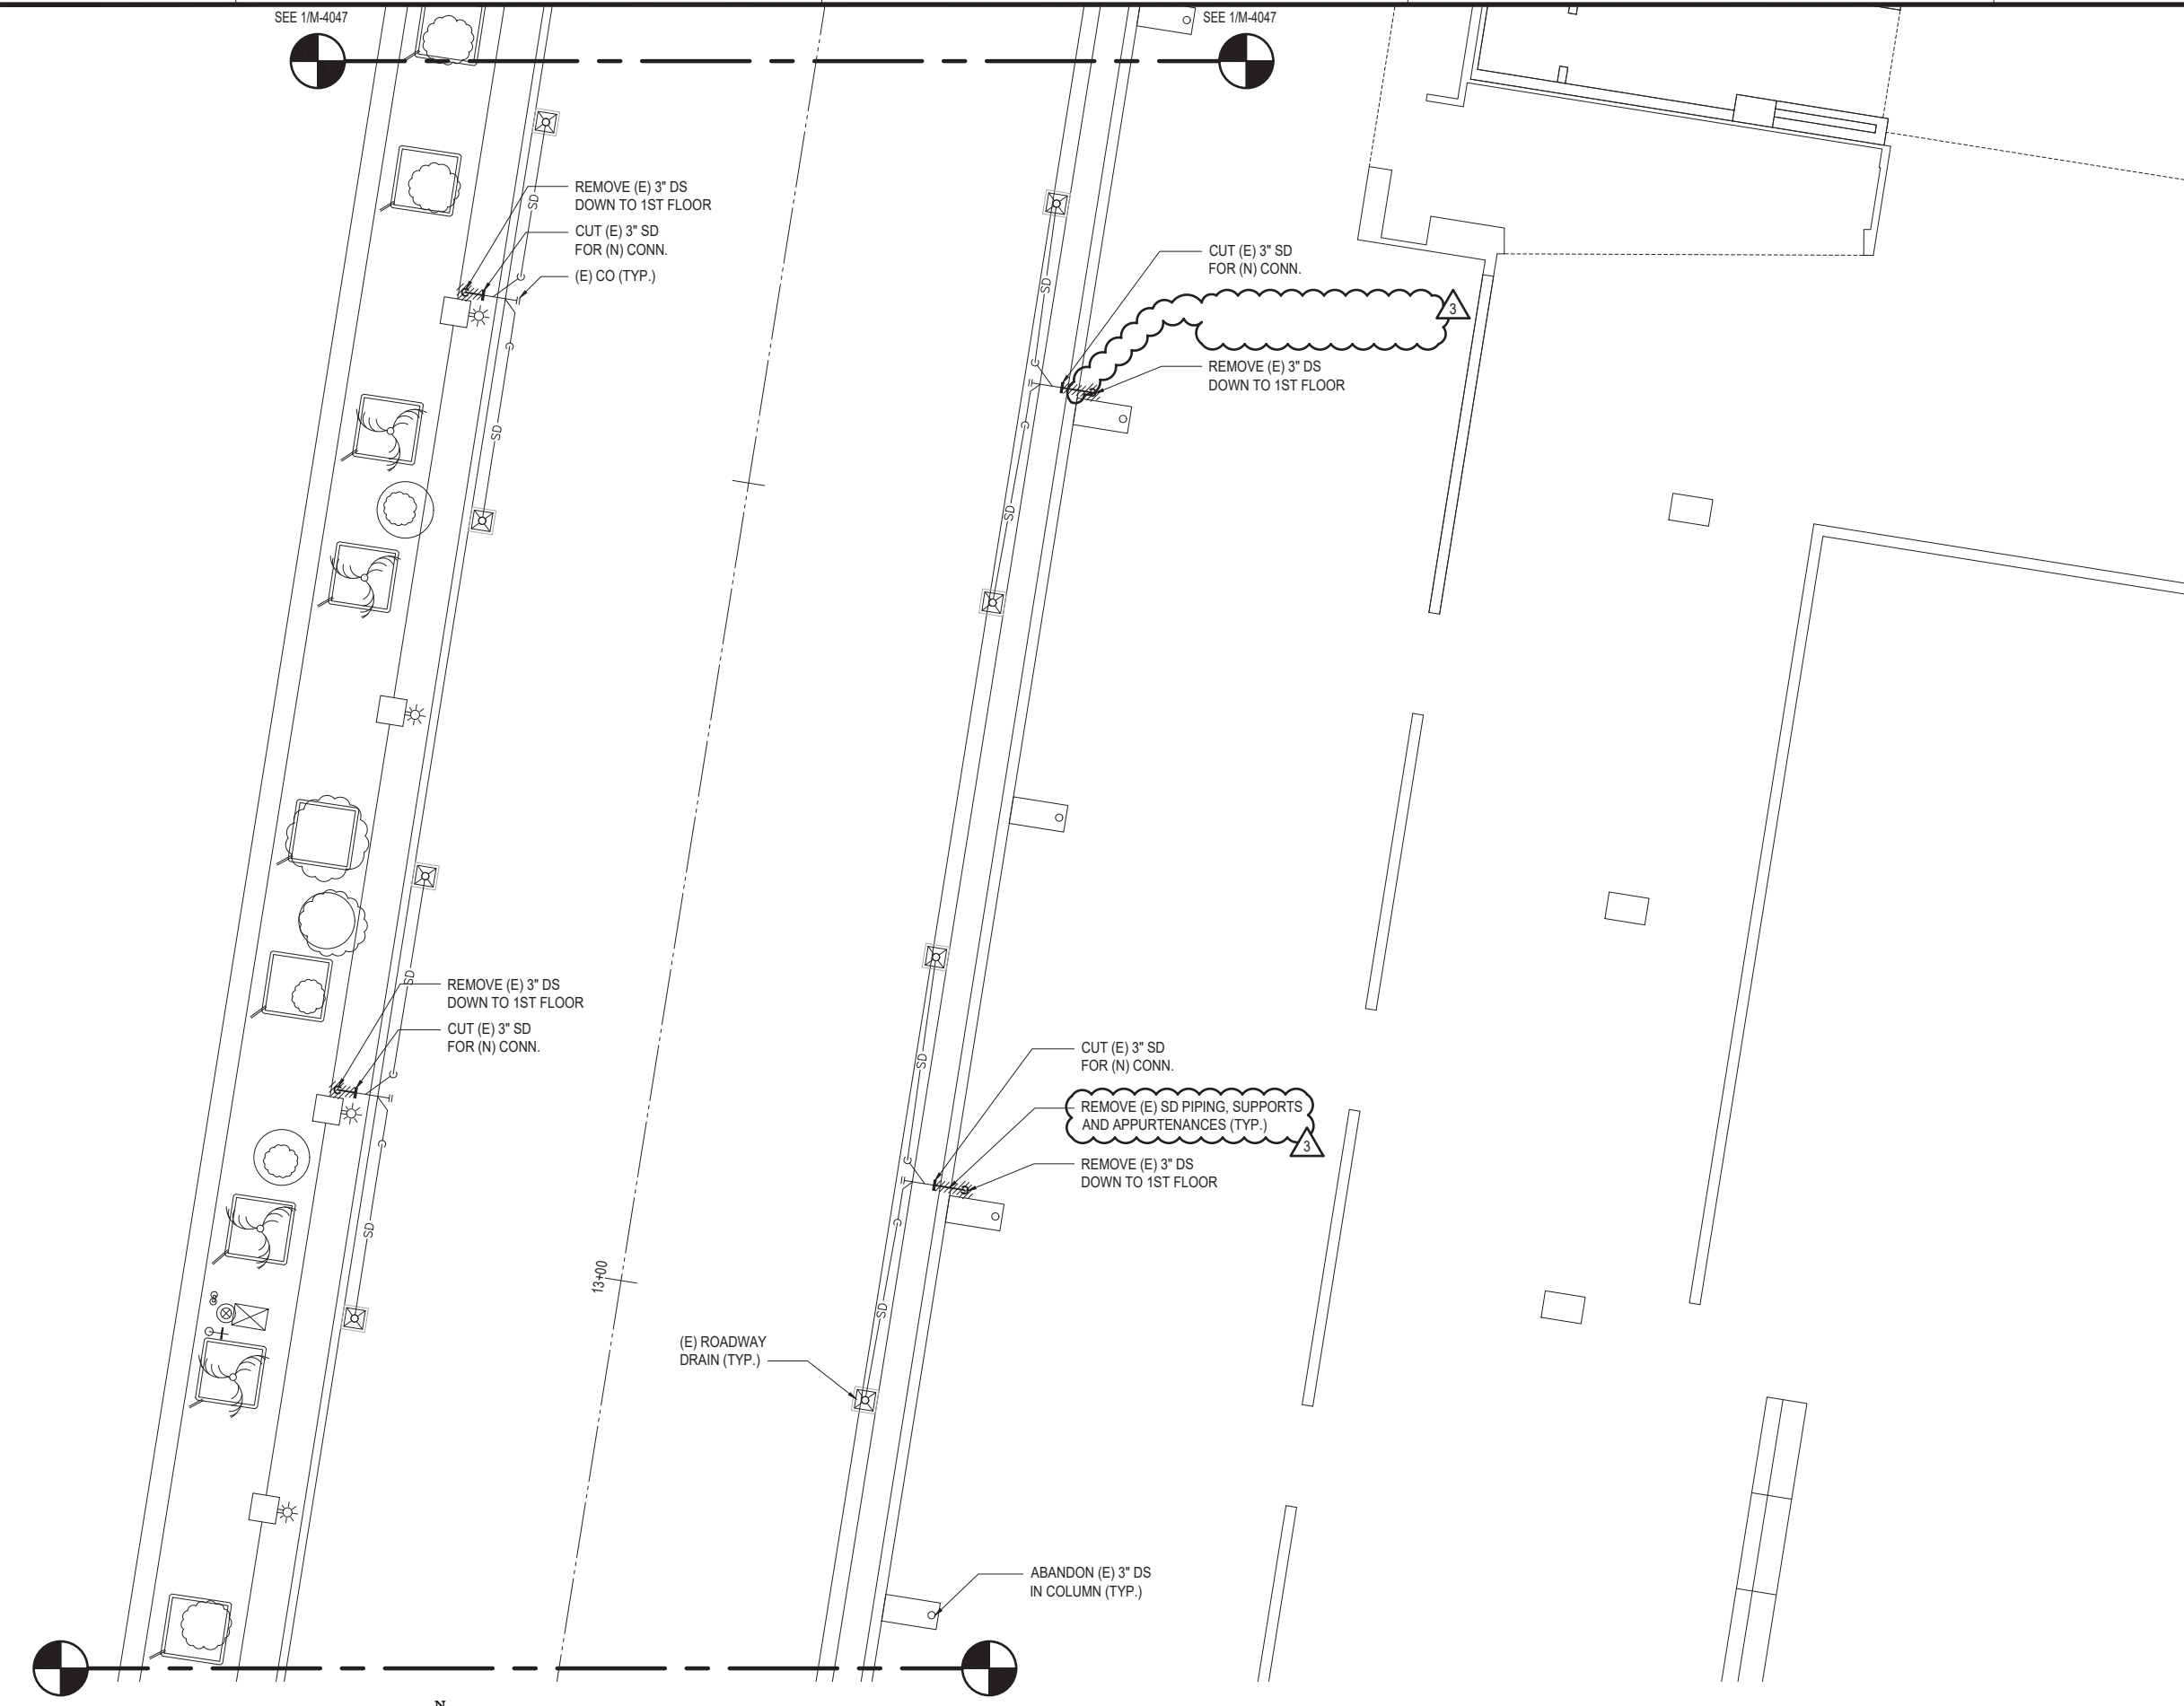 SEE 1/M-4047
SEE 1/M-4047
REMOVE (E) 3" DS
DOWN TO 1ST FLOOR
CUT (E) 3" SD
FOR (N) CONN.
(E) CO (TYP.)
SD
SD
CUT (E) 3" SD
FOR (N) CONN.
3
REMOVE (E) 3" DS
DOWN TO 1ST FLOOR
SD
SD
REMOVE (E) 3" DS
DOWN TO 1ST FLOOR
CUT (E) 3" SD
FOR (N) CONN.
SD
SD
CUT (E) 3" SD
FOR (N) CONN.
REMOVE (E) SD PIPING, SUPPORTS
AND APPURTENANCES (TYP.)
3
REMOVE (E) 3" DS
DOWN TO 1ST FLOOR
SD
SD
13+00
(E) ROADWAY
DRAIN (TYP.)
ABANDON (E) 3" DS
IN COLUMN (TYP.)
N